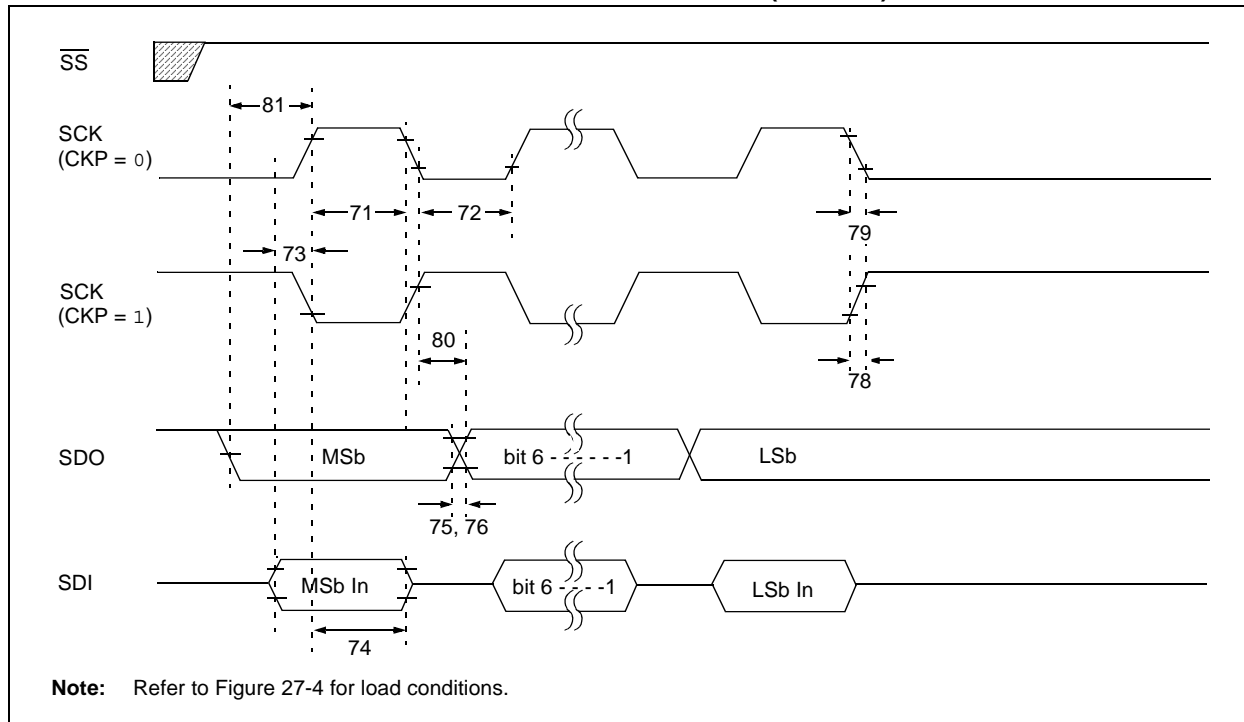 SS
81
SCK
(CKP = 0)
71
72
79
73
SCK
(CKP = 1)
80
78
SDO
MSb
bit 6 - - - - - - -1
LSb
75, 76
SDI
MSb In
bit 6 - - - - -1
LSb In
74
Note: Refer to Figure 27-4 for load conditions.